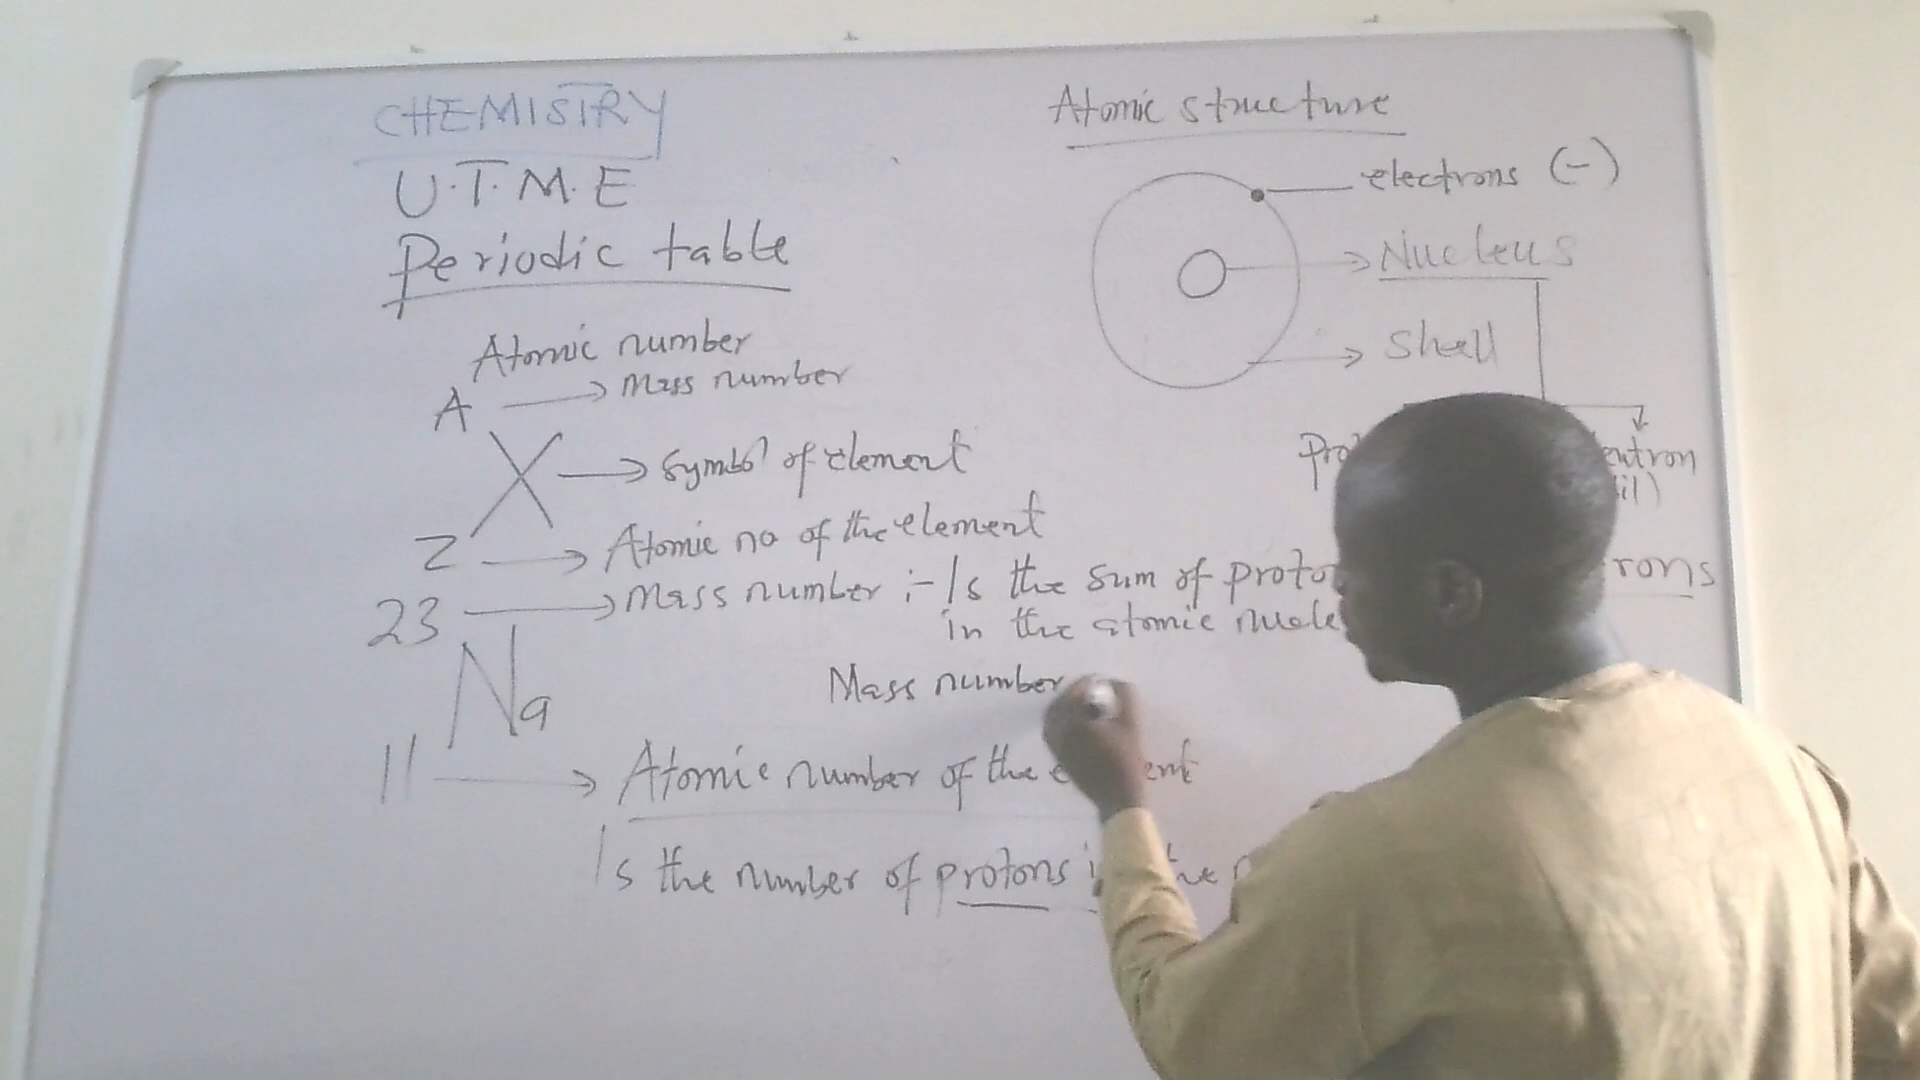 CHEMISTRY
U.T.M.E
Periodic table
Atomic number
A → Mass number
X → Symbol of element
Z → Atomic no of the element
23 → Mass number :- Is the sum of
in the atomic
Na
Mass number
11 → Atomic number of the
Is the number of protons
Atomic structure
electrons (-)
→ Nucleus
→ Shell